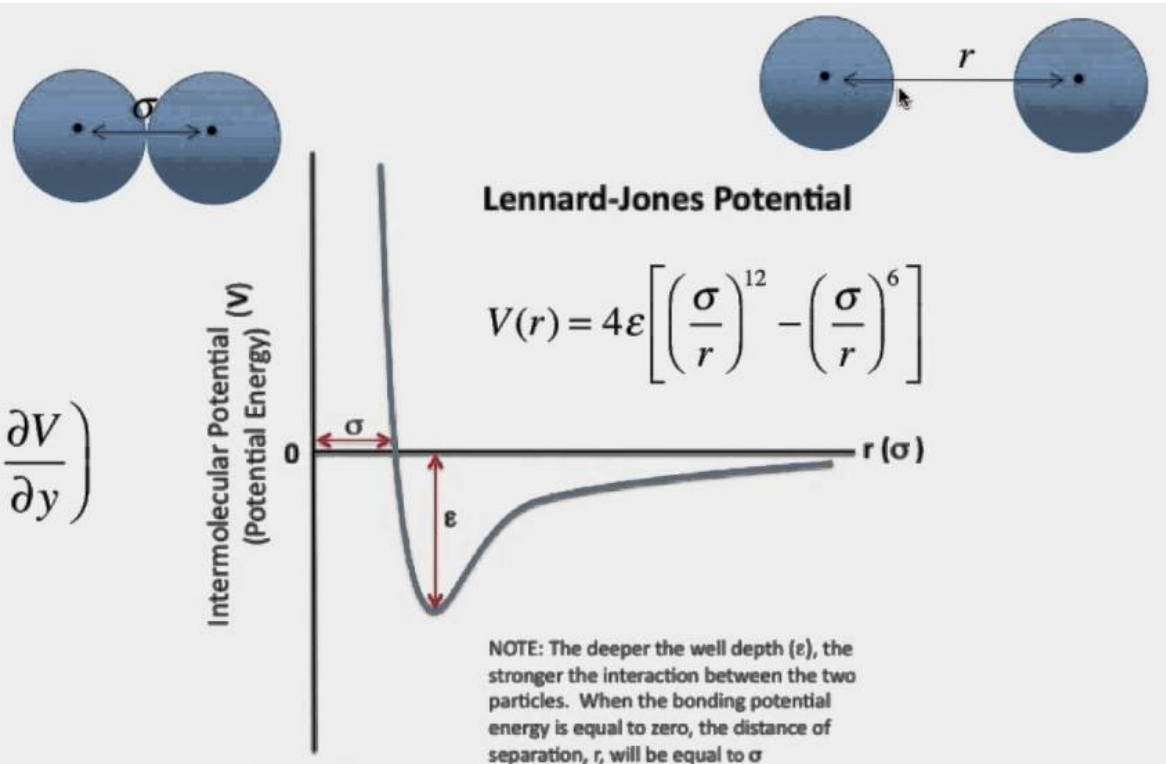 σ
r
Lennard-Jones Potential
V(r) = 4ε[(σ/r)^12 − (σ/r)^6]
Intermolecular Potential (V)
(Potential Energy)
∂V/∂y)
σ
0
r (σ)
ε
NOTE: The deeper the well depth (ε), the
stronger the interaction between the two
particles. When the bonding potential
energy is equal to zero, the distance of
separation, r, will be equal to σ